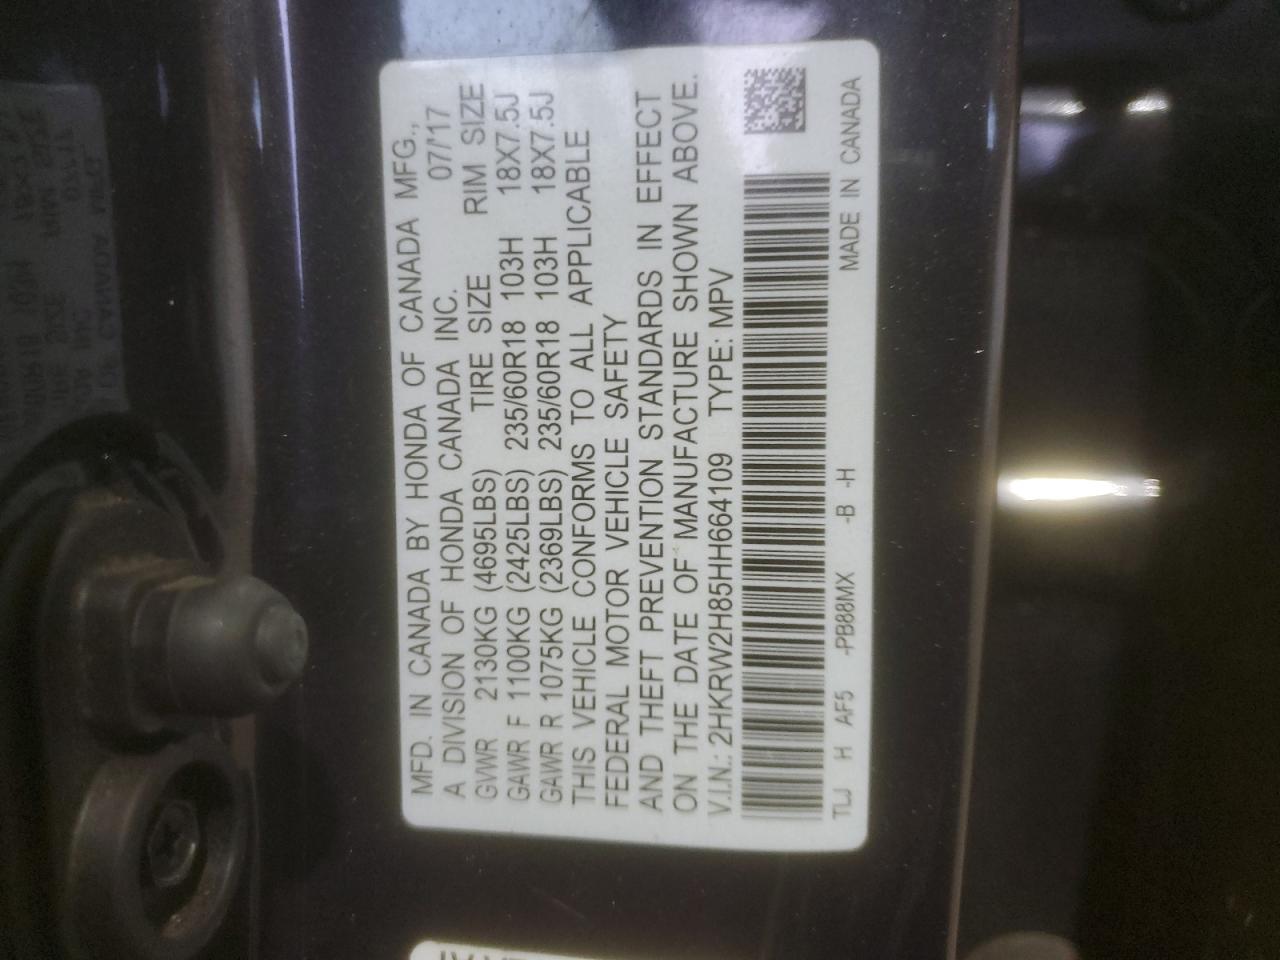 MFD. IN CANADA BY HONDA OF CANADA MFG.,
A DIVISION OF HONDA CANADA INC. 07/17
GVWR 2130KG (4695LBS) TIRE SIZE RIM SIZE
GAWR F 1100KG (2425LBS) 235/60R18 103H 18X7.5J
GAWR R 1075KG (2369LBS) 235/60R18 103H 18X7.5J
THIS VEHICLE CONFORMS TO ALL APPLICABLE
FEDERAL MOTOR VEHICLE SAFETY
AND THEFT PREVENTION STANDARDS IN EFFECT
ON THE DATE OF MANUFACTURE SHOWN ABOVE.
V.I.N.: 2HKRW2H85HH664109 TYPE: MPV
TLJ H AF5 -PB88MX -B -H MADE IN CANADA